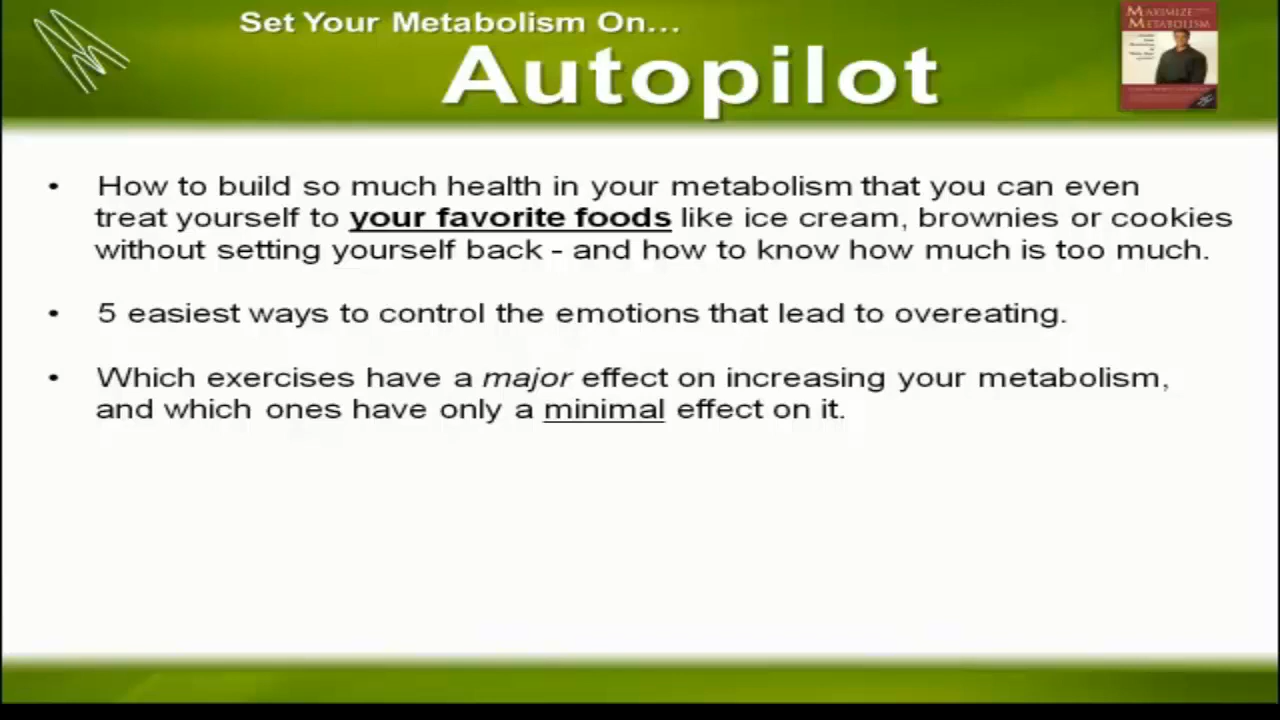 Set Your Metabolism On...
Autopilot
MAXIMIZE
METABOLISM
• How to build so much health in your metabolism that you can even
treat yourself to your favorite foods like ice cream, brownies or cookies
without setting yourself back - and how to know how much is too much.
• 5 easiest ways to control the emotions that lead to overeating.
• Which exercises have a major effect on increasing your metabolism,
and which ones have only a minimal effect on it.